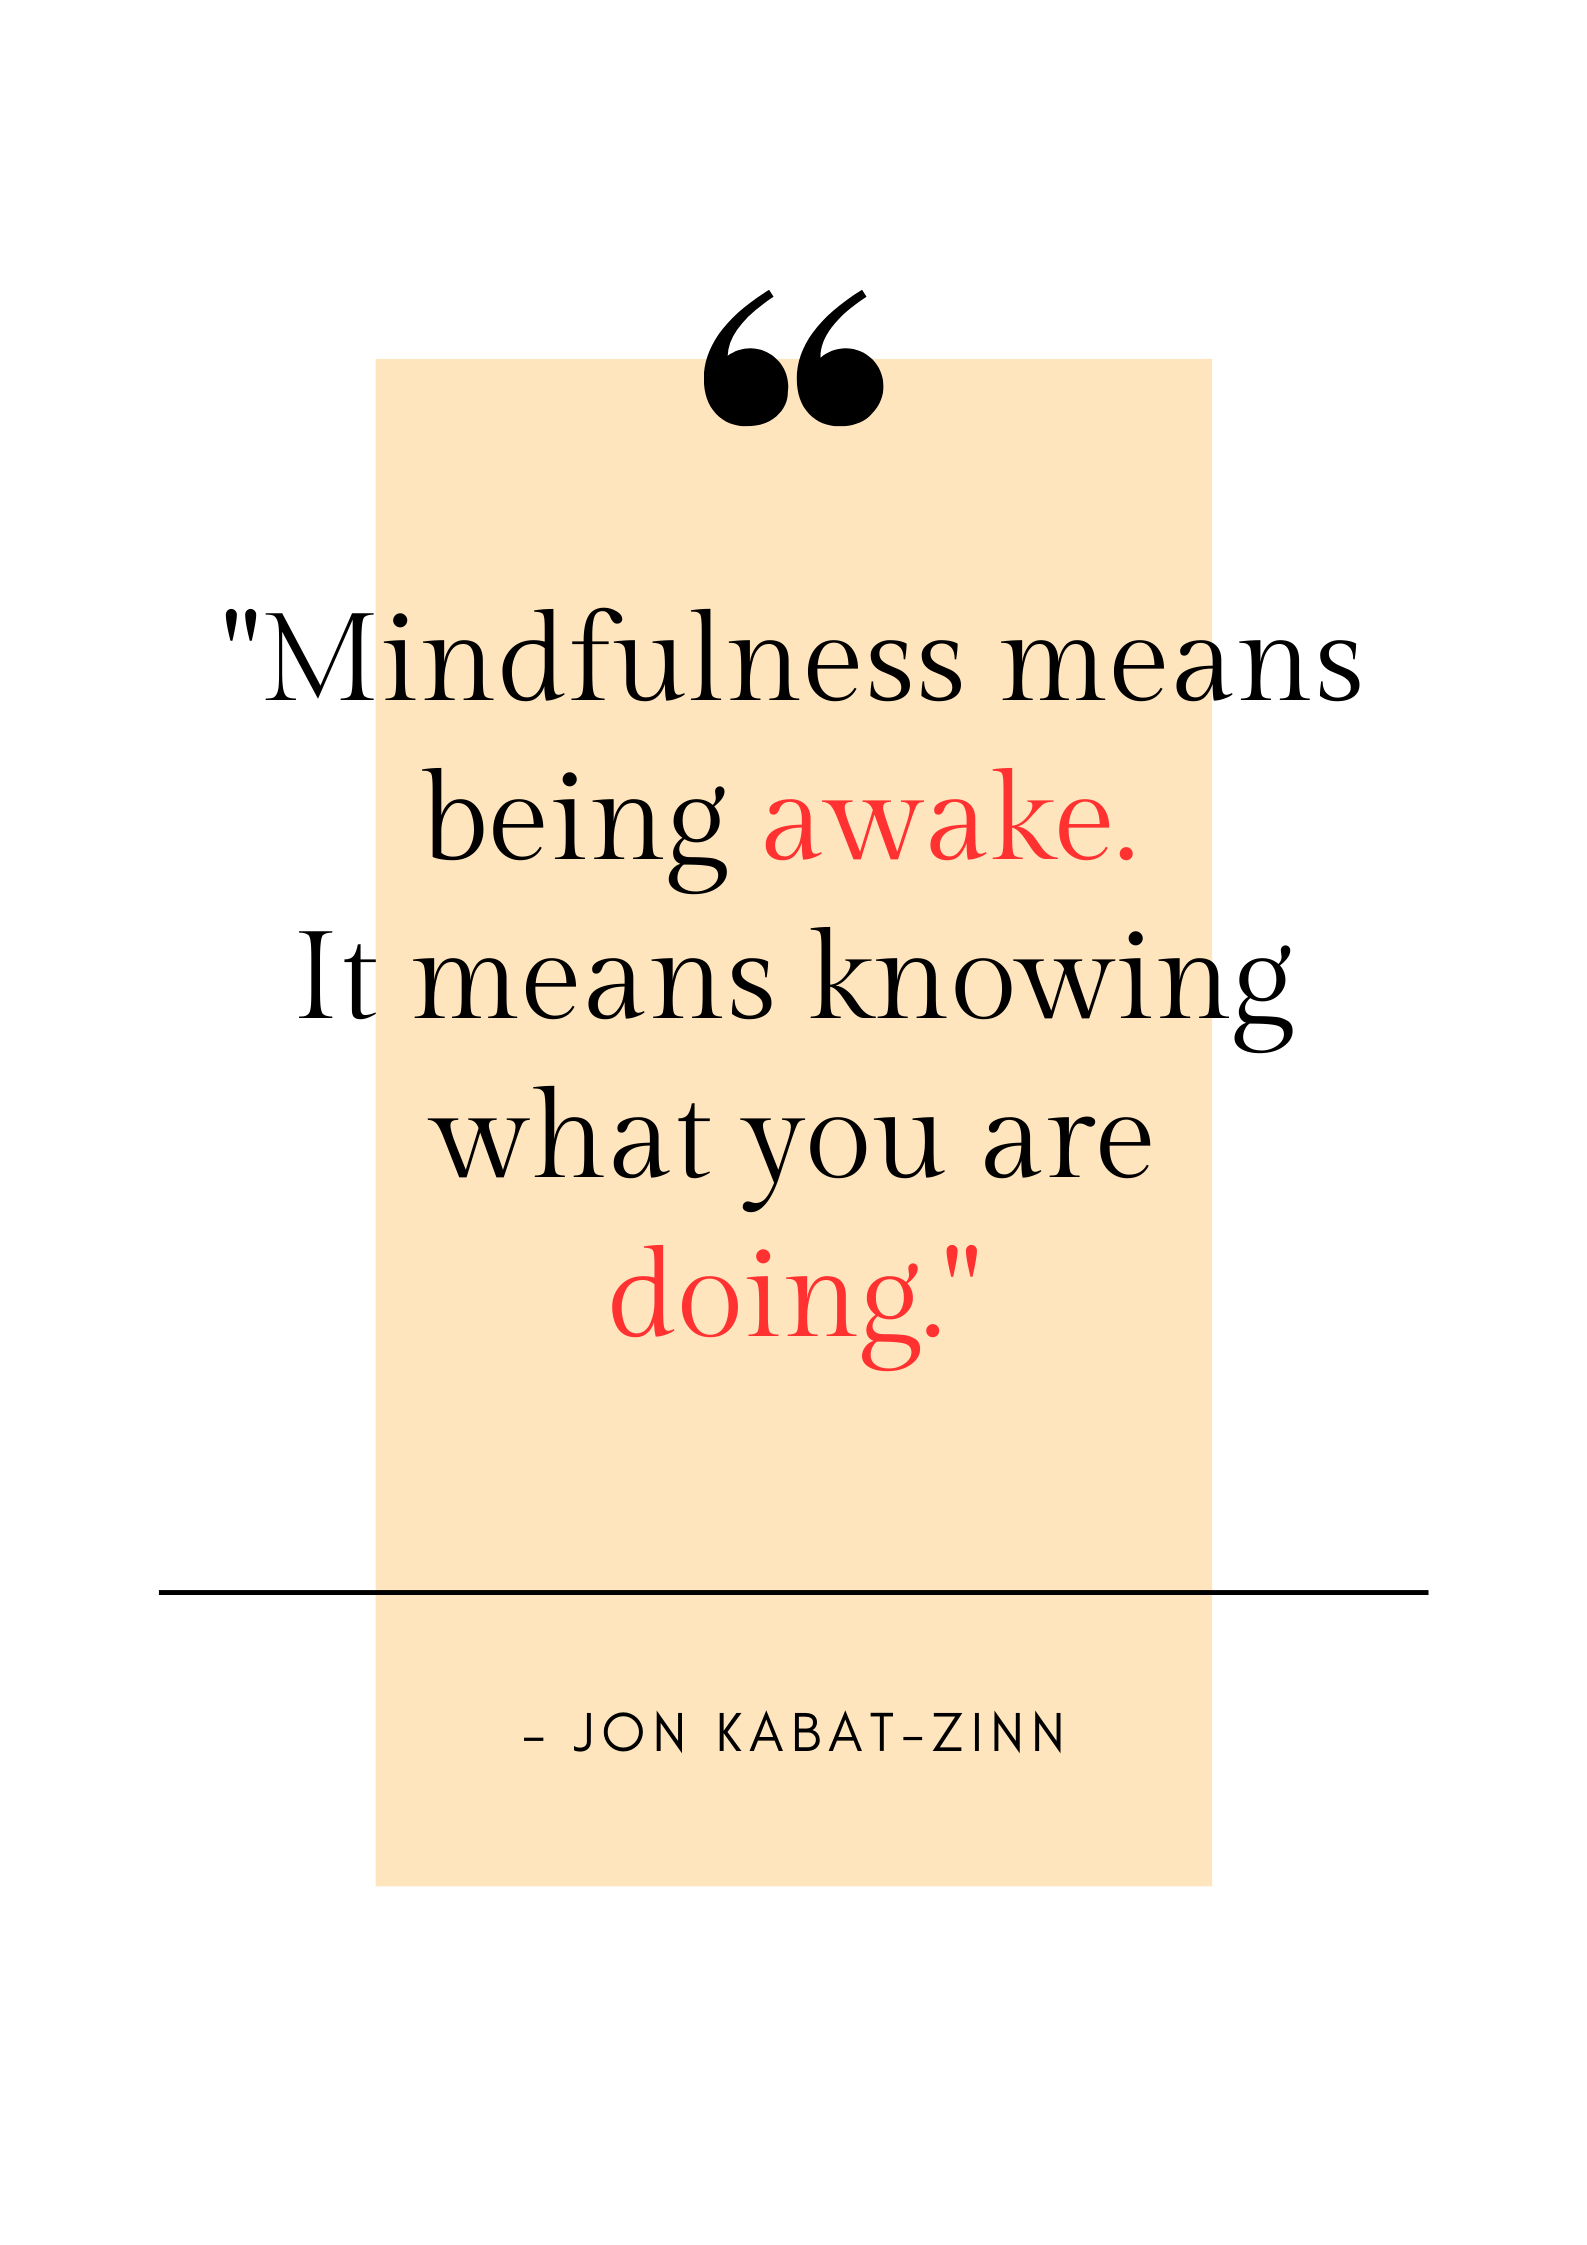 “
"Mindfulness means
being awake.
It means knowing
what you are
doing."
– JON KABAT-ZINN